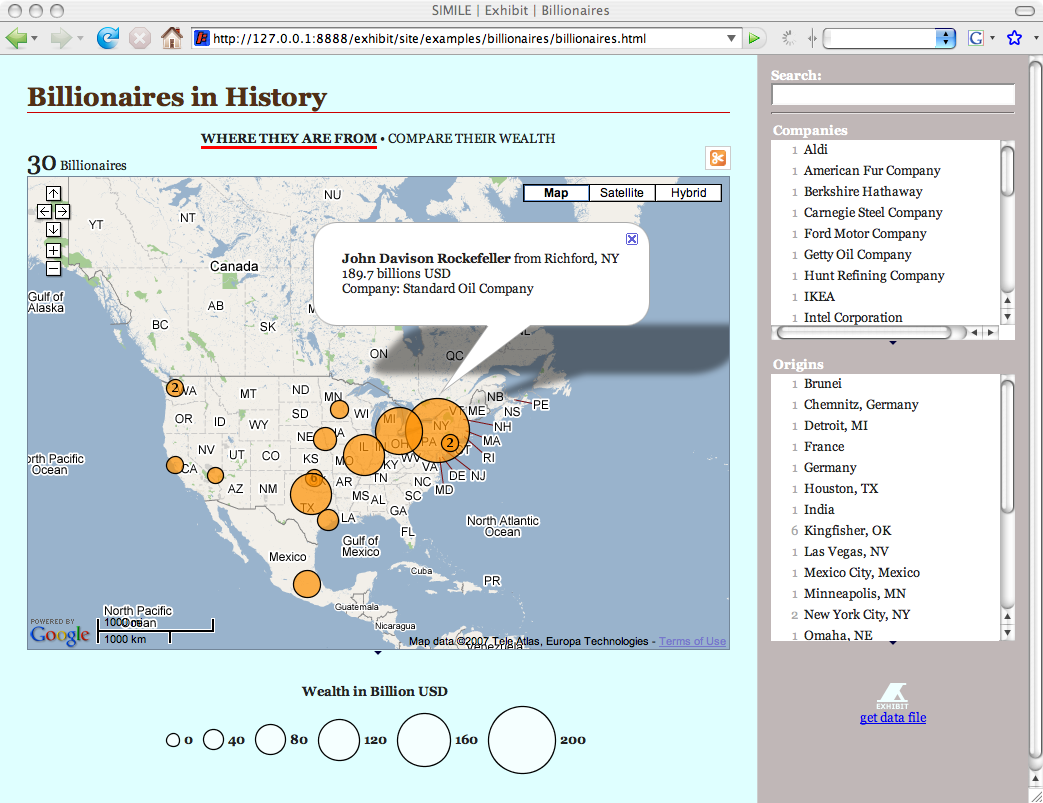 SIMILE | Exhibit | Billionaires
http://127.0.0.1:8888/exhibit/site/examples/billionaires/billionaires.html
G
Billionaires in History
WHERE THEY ARE FROM • COMPARE THEIR WEALTH
30 Billionaires
Map
Satellite
Hybrid
John Davison Rockefeller from Richford, NY
189.7 billions USD
Company: Standard Oil Company
NU
YT
NT
Canada
Gulf of
Alaska
AB
BC
SK
ON
QC
NB
PE
2
WA
MT
ND
MN
WI
MI
VT
ME
NS
OR
ID
SD
NY
NH
WY
NE
IA
PA
2
CT
MA
RI
NV
UT
CO
KS
MO
IL
IN
OH
WV
VA
KY
DE
NJ
MD
CA
AZ
NM
6
AR
TN
NC
SC
TX
LA
MS
AL
GA
FL
North Pacific
Ocean
North Atlantic
Ocean
Gulf of
Mexico
Mexico
Cuba
PR
Guatemala
Nicaragua
Venezuela
North Pacific
Ocean
1000 mi
1000 km
POWERED BY
Google
Map data ©2007 Tele Atlas, Europa Technologies - Terms of Use
Wealth in Billion USD
0 40 80 120 160 200
Search:
Companies
1 Aldi
1 American Fur Company
1 Berkshire Hathaway
1 Carnegie Steel Company
1 Ford Motor Company
1 Getty Oil Company
1 Hunt Refining Company
1 IKEA
1 Intel Corporation
Origins
1 Brunei
1 Chemnitz, Germany
1 Detroit, MI
1 France
1 Germany
1 Houston, TX
1 India
6 Kingfisher, OK
1 Las Vegas, NV
1 Mexico City, Mexico
1 Minneapolis, MN
2 New York City, NY
1 Omaha, NE
EXHIBIT
get data file